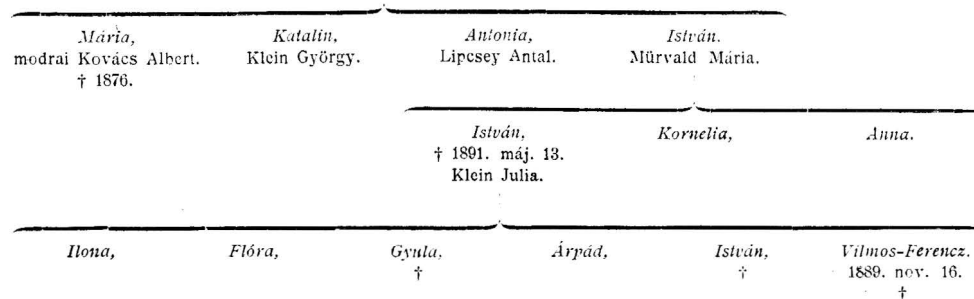 Mária, Katalin, Antonia, István.
modrai Kovács Albert. Klein György. Lipcsey Antal. Mürvald Mária.
† 1876.
István, Kornelia, Anna.
† 1891. máj. 13.
Klein Julia.
Ilona, Flóra, Gyula, Árpád, István, Vilmos-Ferencz.
† † 1889. nov. 16.
†